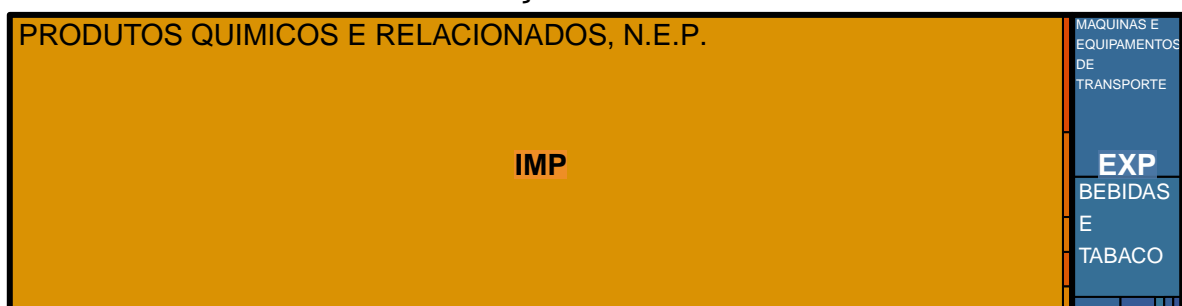 PRODUTOS QUIMICOS E RELACIONADOS, N.E.P.
IMP
MAQUINAS E
EQUIPAMENTOS
DE
TRANSPORTE
EXP
BEBIDAS
E
TABACO